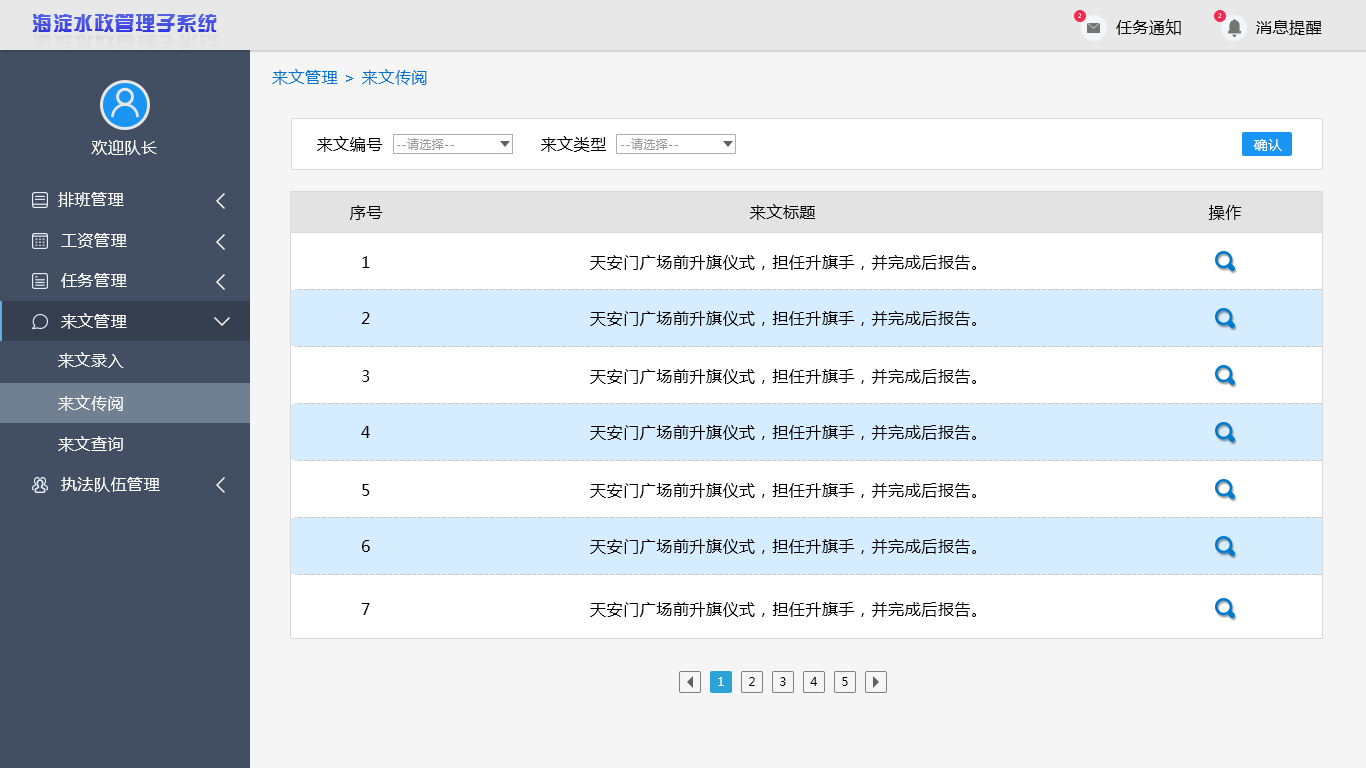 海淀水政管理子系统
2 任务通知
2 消息提醒
欢迎队长
排班管理
工资管理
任务管理
来文管理
来文录入
来文传阅
来文查询
执法队伍管理
来文管理 > 来文传阅
来文编号 --请选择-- 来文类型 --请选择-- 确认
序号 来文标题 操作
1 天安门广场前升旗仪式，担任升旗手，并完成后报告。
2 天安门广场前升旗仪式，担任升旗手，并完成后报告。
3 天安门广场前升旗仪式，担任升旗手，并完成后报告。
4 天安门广场前升旗仪式，担任升旗手，并完成后报告。
5 天安门广场前升旗仪式，担任升旗手，并完成后报告。
6 天安门广场前升旗仪式，担任升旗手，并完成后报告。
7 天安门广场前升旗仪式，担任升旗手，并完成后报告。
1 2 3 4 5